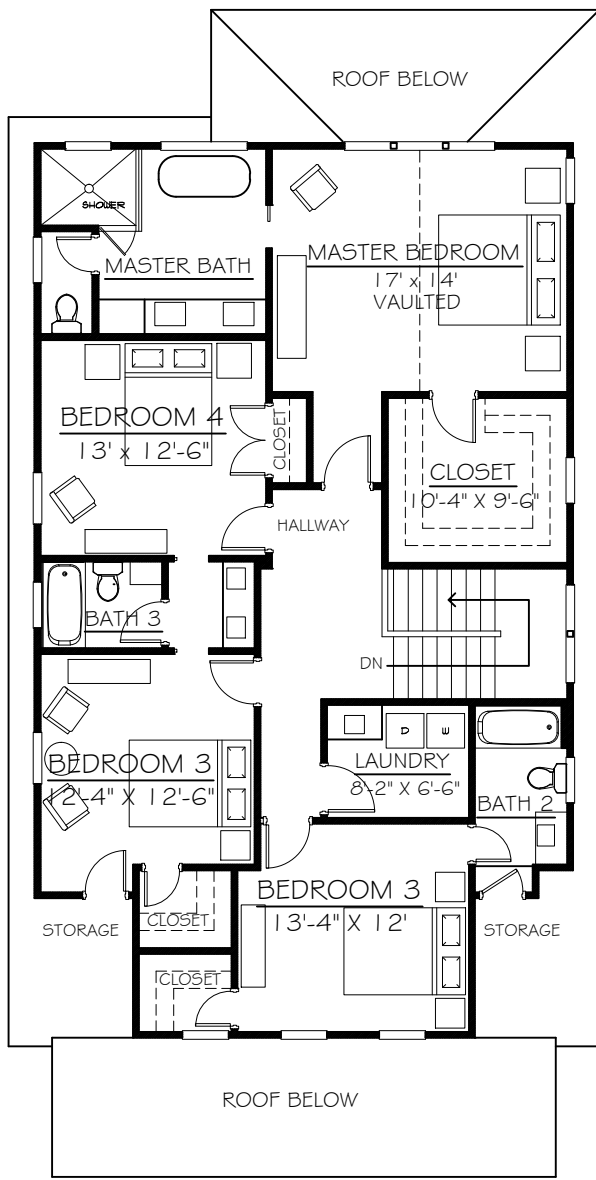 ROOF BELOW
SHOWER
MASTER BATH
MASTER BEDROOM
17' x 14'
VAULTED
BEDROOM 4
13' x 12'-6"
CLOSET
CLOSET
10'-4" X 9'-6"
HALLWAY
BATH 3
DN
BEDROOM 3
12'-4" X 12'-6"
D
W
LAUNDRY
8'-2" X 6'-6"
BATH 2
BEDROOM 3
13'-4" X 12'
STORAGE
CLOSET
STORAGE
CLOSET
ROOF BELOW